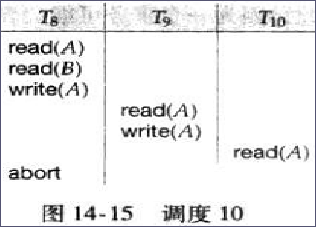 T₈ T₉ T₁₀
read(A)
read(B)
write(A)
read(A)
write(A)
read(A)
abort
图 14-15 调度 10